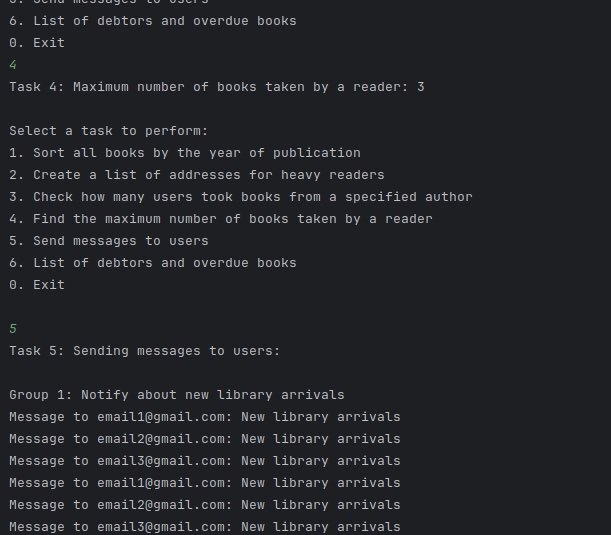 5. Send messages to users
6. List of debtors and overdue books
0. Exit
4
Task 4: Maximum number of books taken by a reader: 3
Select a task to perform:
1. Sort all books by the year of publication
2. Create a list of addresses for heavy readers
3. Check how many users took books from a specified author
4. Find the maximum number of books taken by a reader
5. Send messages to users
6. List of debtors and overdue books
0. Exit
5
Task 5: Sending messages to users:
Group 1: Notify about new library arrivals
Message to email1@gmail.com: New library arrivals
Message to email2@gmail.com: New library arrivals
Message to email3@gmail.com: New library arrivals
Message to email1@gmail.com: New library arrivals
Message to email2@gmail.com: New library arrivals
Message to email3@gmail.com: New library arrivals